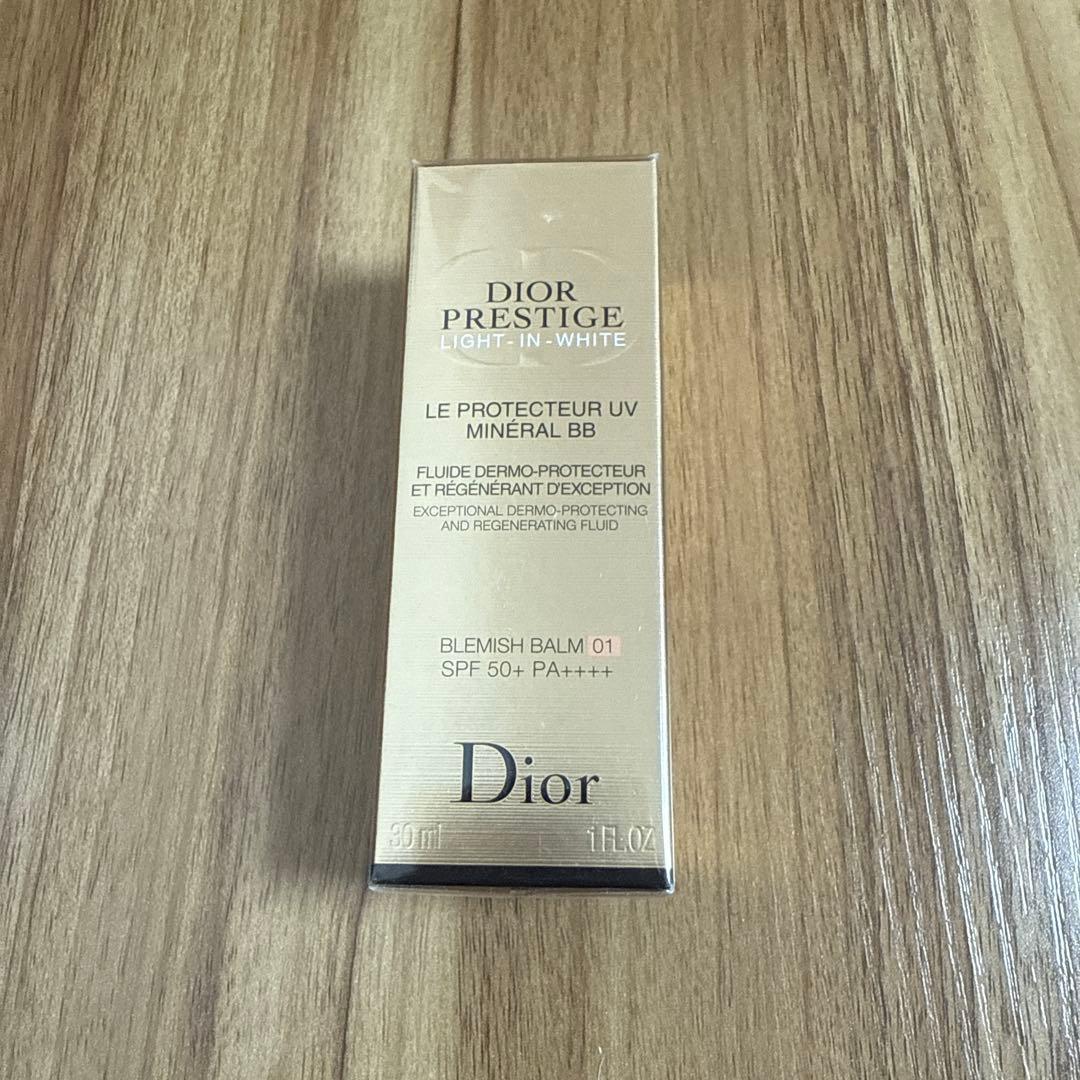 DIOR
PRESTIGE
LIGHT-IN-WHITE
LE PROTECTEUR UV
MINÉRAL BB
FLUIDE DERMO-PROTECTEUR
ET RÉGÉNÉRANT D'EXCEPTION
EXCEPTIONAL DERMO-PROTECTING
AND REGENERATING FLUID
BLEMISH BALM 01
SPF 50+ PA++++
Dior
30 ml 1 FL.OZ